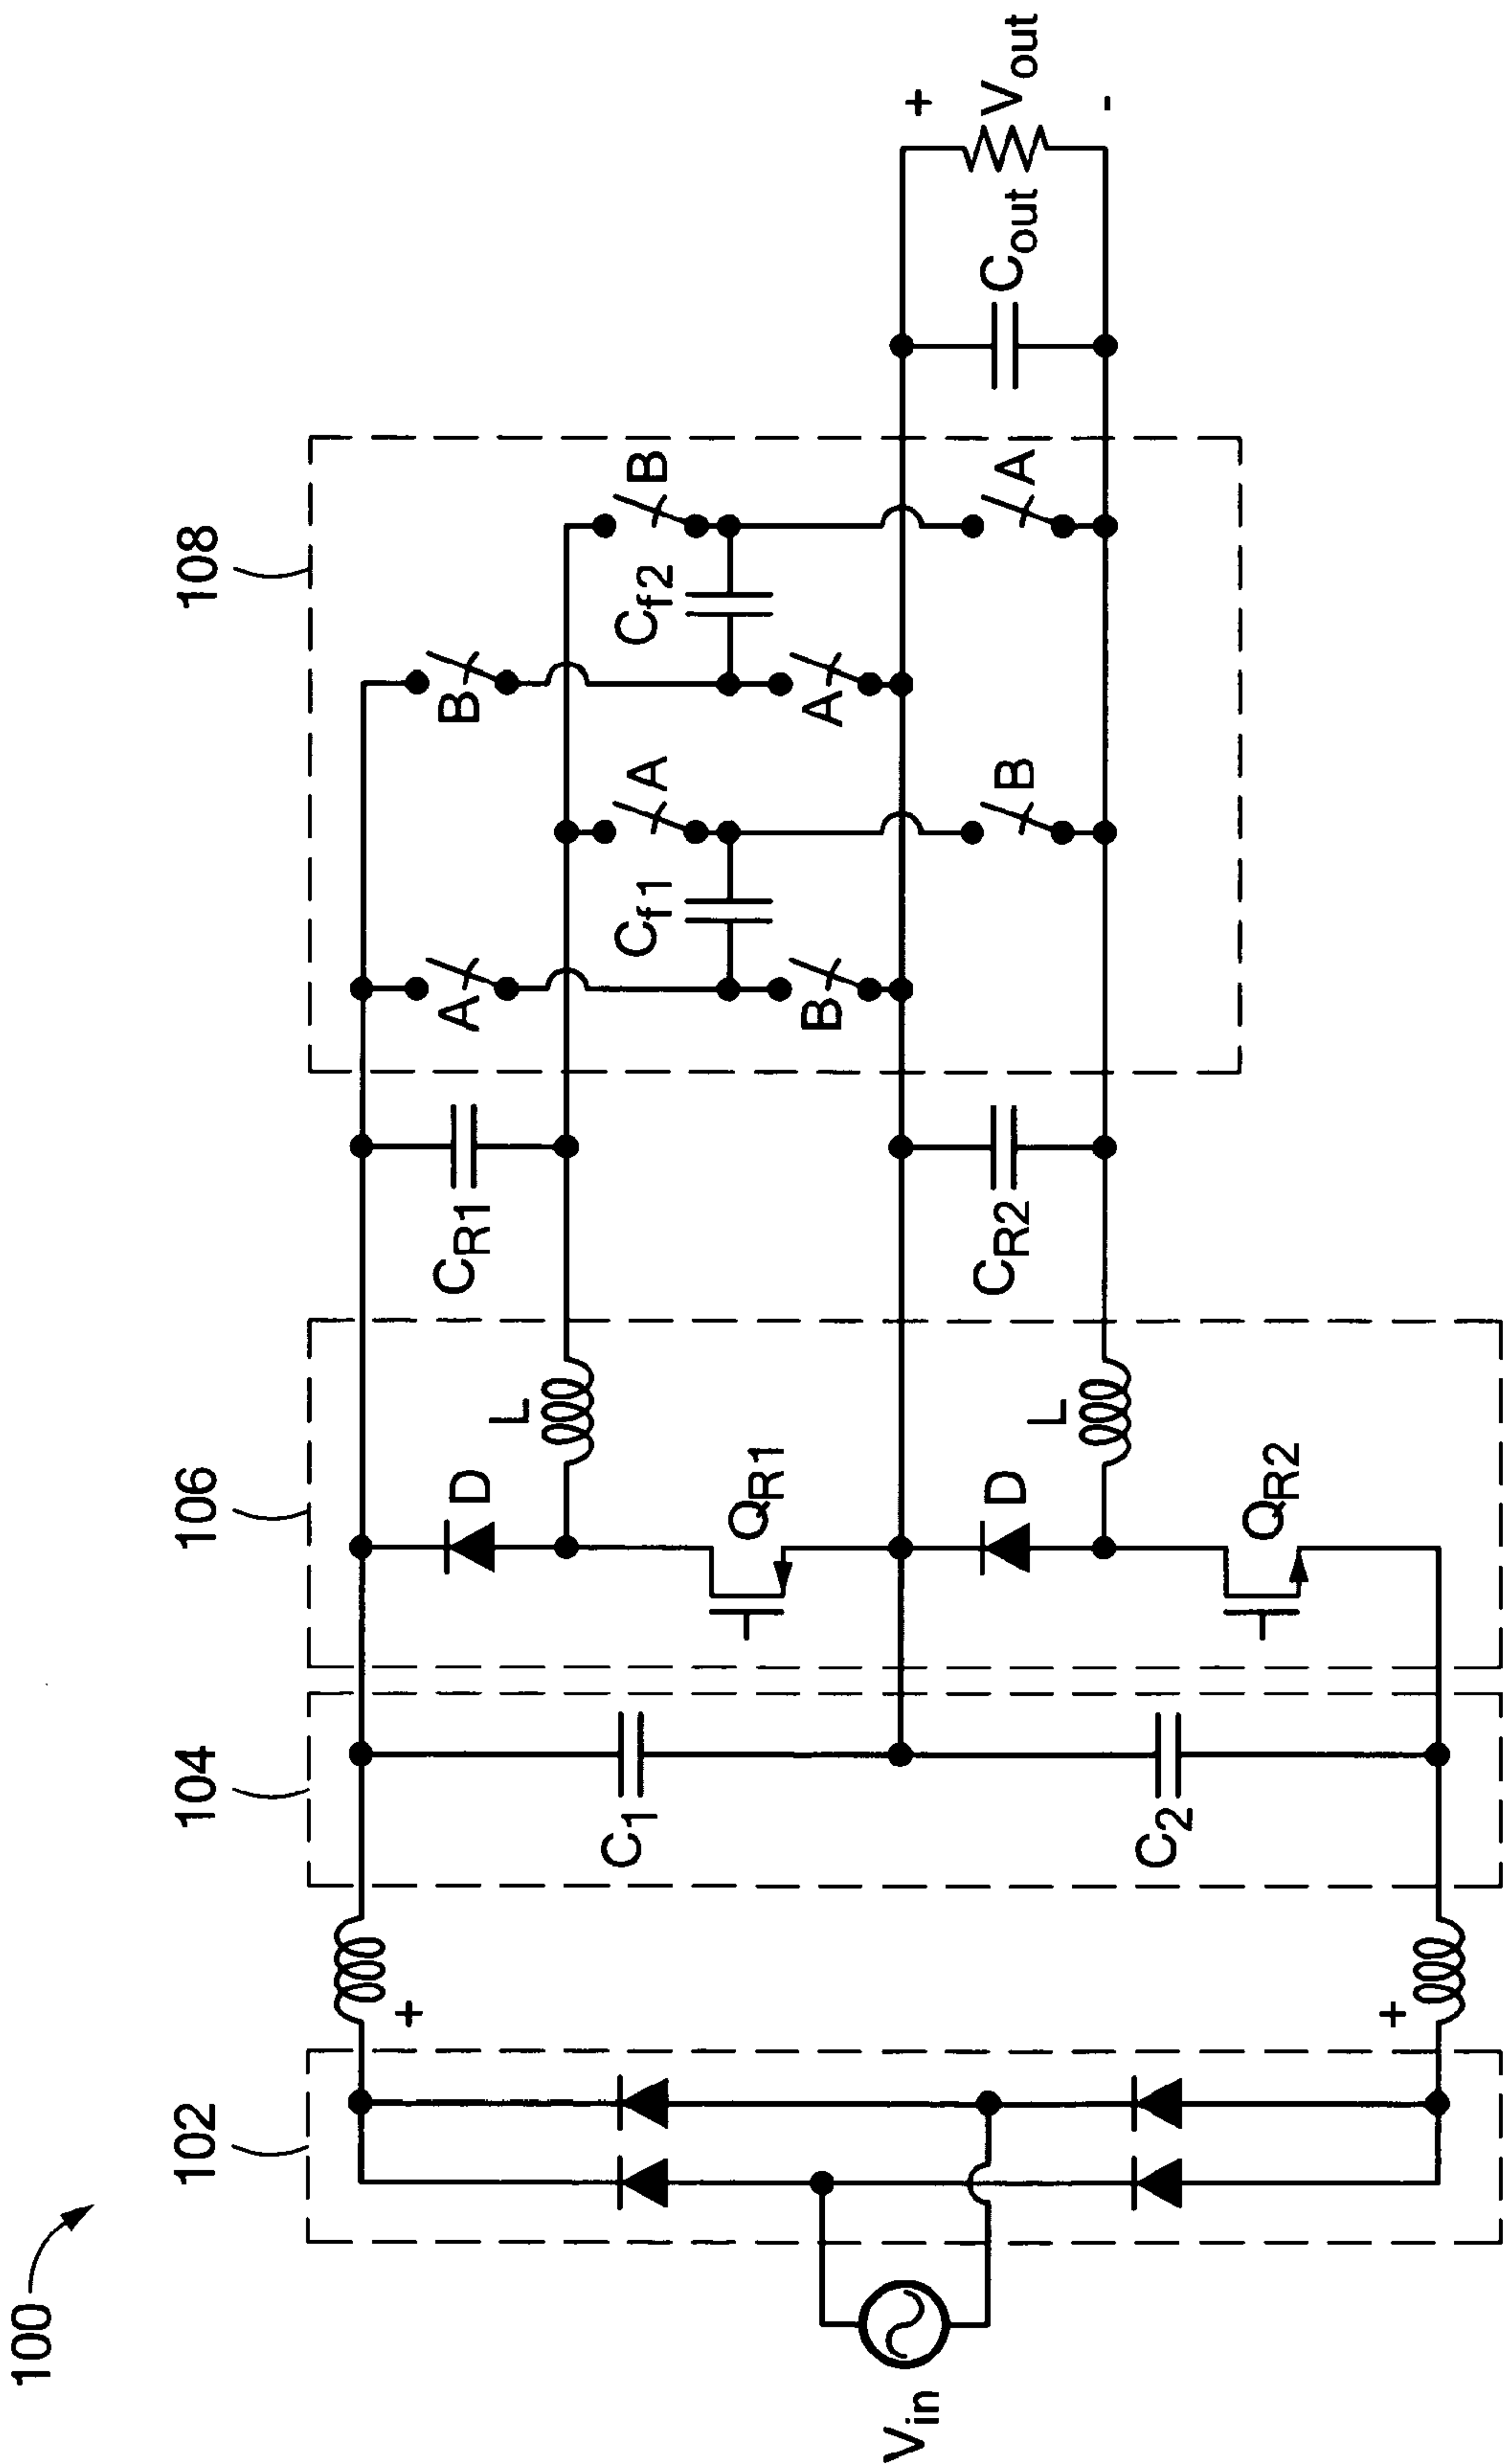 100
102
104
106
108
V_in
+
+
C_1
C_2
D
L
Q_R1
D
L
Q_R2
C_R1
C_R2
A
B
C_f1
A
B
B
A
C_f2
B
A
C_out
+
V_out
-